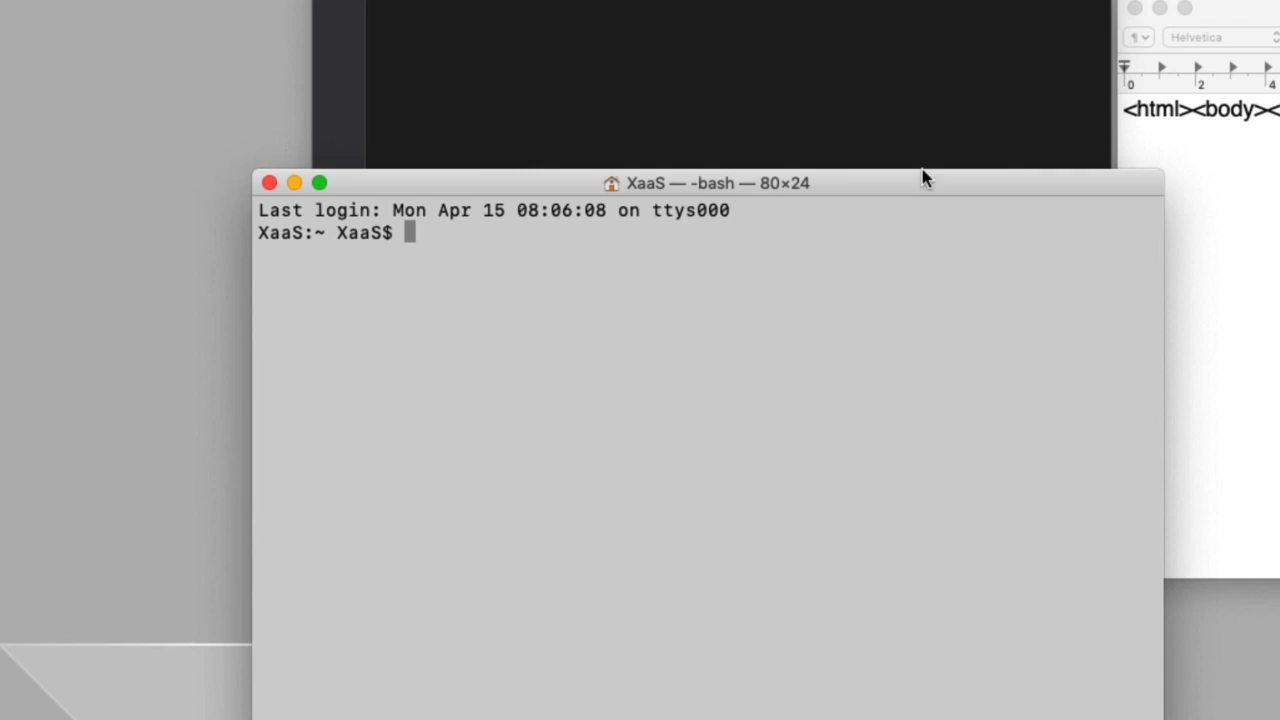 ¶
Helvetica
0 2 4
<html><body><
XaaS — -bash — 80×24
Last login: Mon Apr 15 08:06:08 on ttys000
XaaS:~ XaaS$